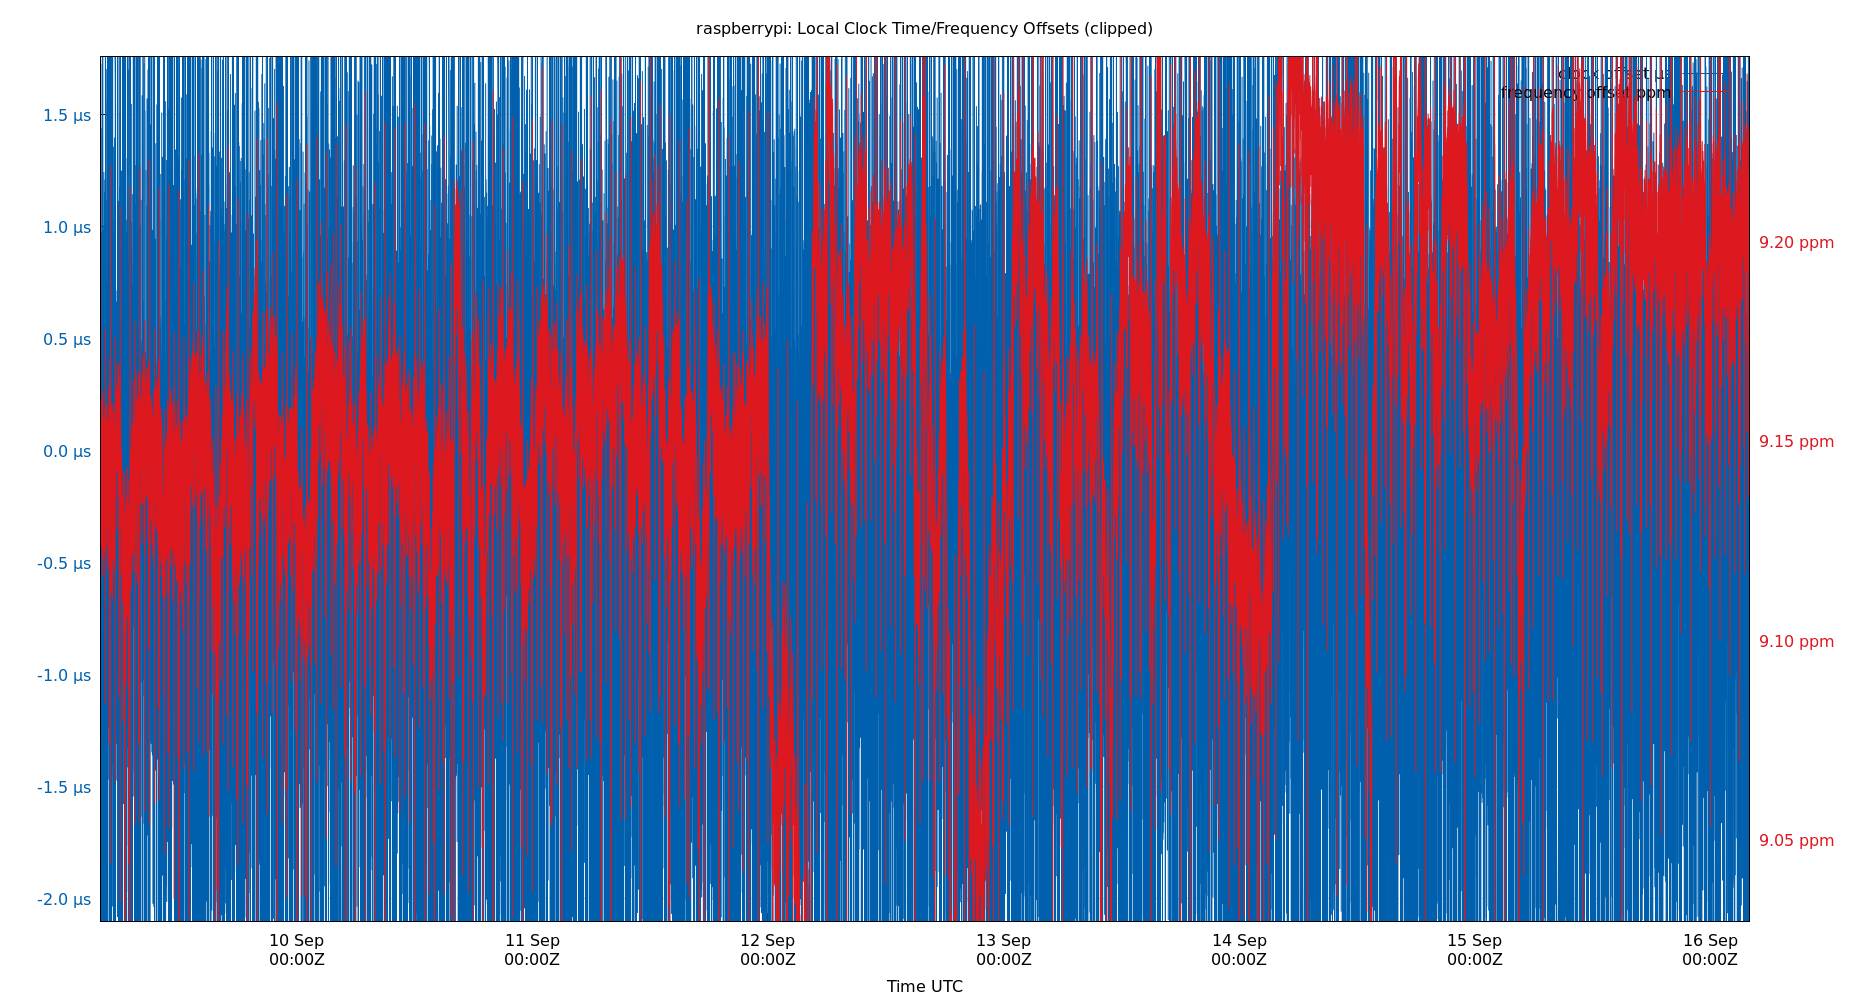 raspberrypi: Local Clock Time/Frequency Offsets (clipped)
clock offset µs
frequency offset ppm
1.5 µs
1.0 µs
0.5 µs
0.0 µs
-0.5 µs
-1.0 µs
-1.5 µs
-2.0 µs
9.20 ppm
9.15 ppm
9.10 ppm
9.05 ppm
10 Sep
00:00Z
11 Sep
00:00Z
12 Sep
00:00Z
13 Sep
00:00Z
14 Sep
00:00Z
15 Sep
00:00Z
16 Sep
00:00Z
Time UTC